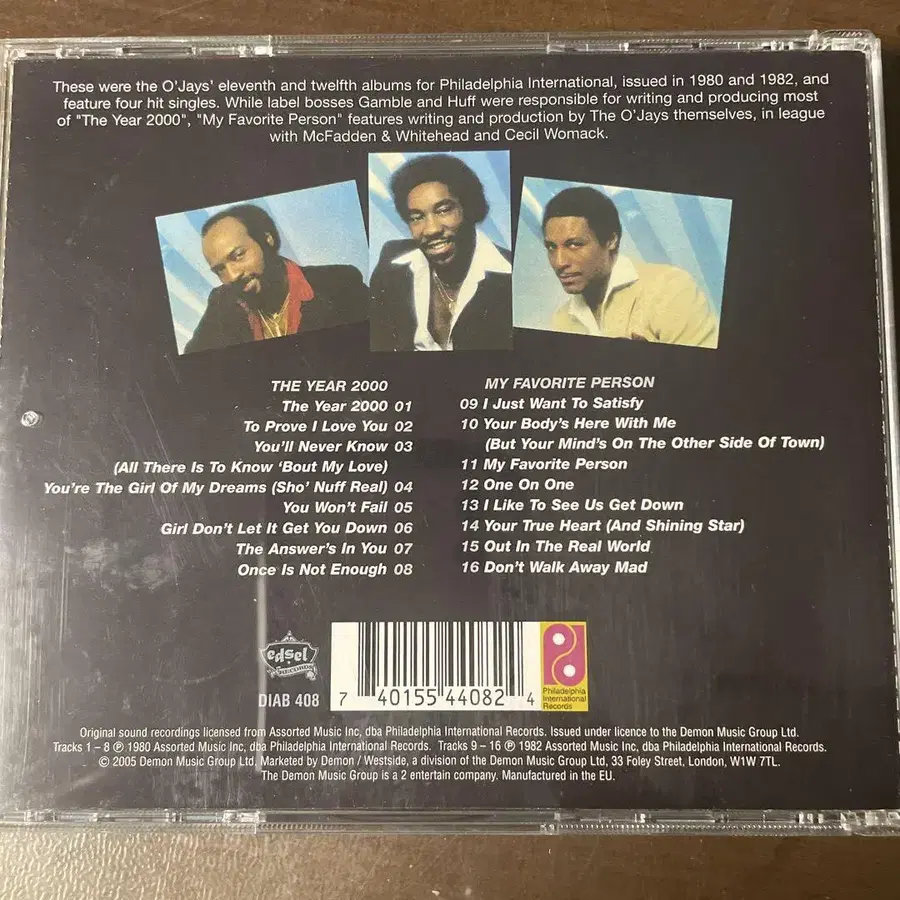 These were the O'Jays' eleventh and twelfth albums for Philadelphia International, issued in 1980 and 1982, and
feature four hit singles. While label bosses Gamble and Huff were responsible for writing and producing most
of "The Year 2000", "My Favorite Person" features writing and production by The O'Jays themselves, in league
with McFadden & Whitehead and Cecil Womack.
THE YEAR 2000
The Year 2000 01
To Prove I Love You 02
You'll Never Know 03
(All There Is To Know 'Bout My Love)
You're The Girl Of My Dreams (Sho' Nuff Real) 04
You Won't Fail 05
Girl Don't Let It Get You Down 06
The Answer's In You 07
Once Is Not Enough 08
MY FAVORITE PERSON
09 I Just Want To Satisfy
10 Your Body's Here With Me
(But Your Mind's On The Other Side Of Town)
11 My Favorite Person
12 One On One
13 I Like To See Us Get Down
14 Your True Heart (And Shining Star)
15 Out In The Real World
16 Don't Walk Away Mad
edsel
RECORDS
DIAB 408
7 40155 44082 4
Philadelphia
International
Records
Original sound recordings licensed from Assorted Music Inc, dba Philadelphia International Records. Issued under licence to the Demon Music Group Ltd.
Tracks 1 – 8 ℗ 1980 Assorted Music Inc, dba Philadelphia International Records. Tracks 9 – 16 ℗ 1982 Assorted Music Inc, dba Philadelphia International Records.
© 2005 Demon Music Group Ltd. Marketed by Demon / Westside, a division of the Demon Music Group Ltd, 33 Foley Street, London, W1W 7TL.
The Demon Music Group is a 2 entertain company. Manufactured in the EU.